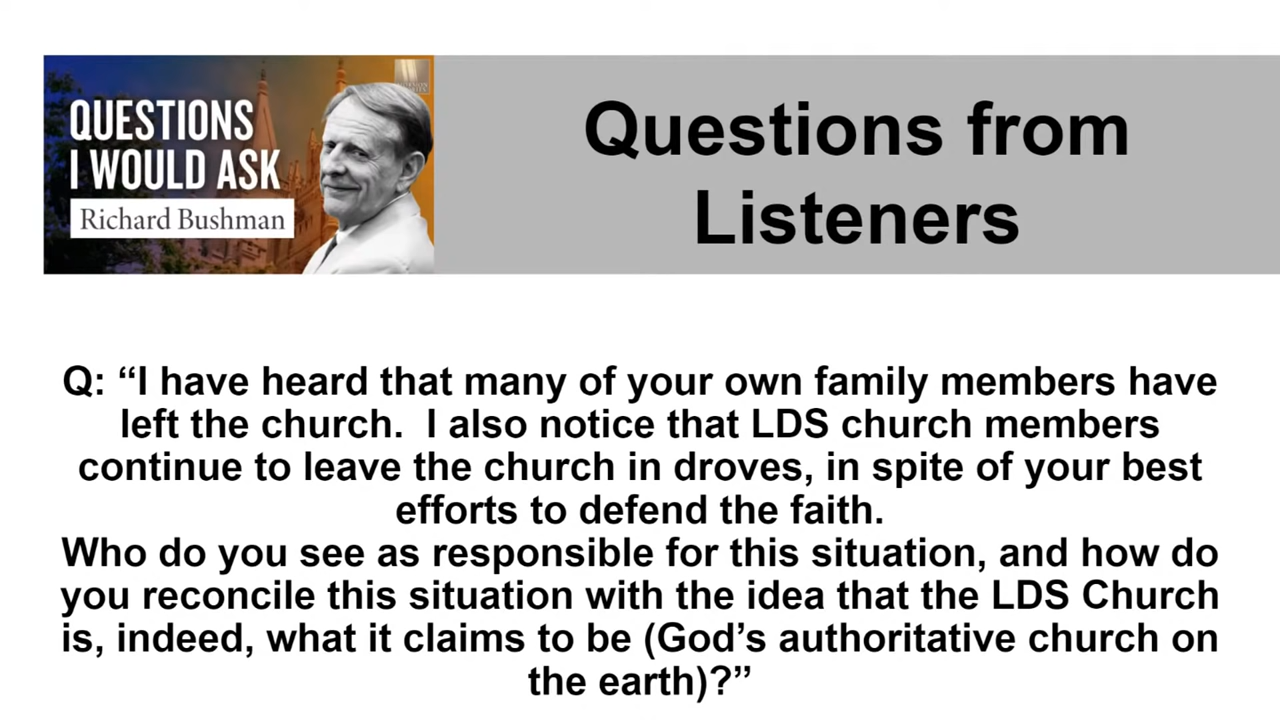 QUESTIONS
I WOULD ASK
Richard Bushman
Questions from
Listeners
Q: “I have heard that many of your own family members have
left the church.  I also notice that LDS church members
continue to leave the church in droves, in spite of your best
efforts to defend the faith.
Who do you see as responsible for this situation, and how do
you reconcile this situation with the idea that the LDS Church
is, indeed, what it claims to be (God’s authoritative church on
the earth)?”